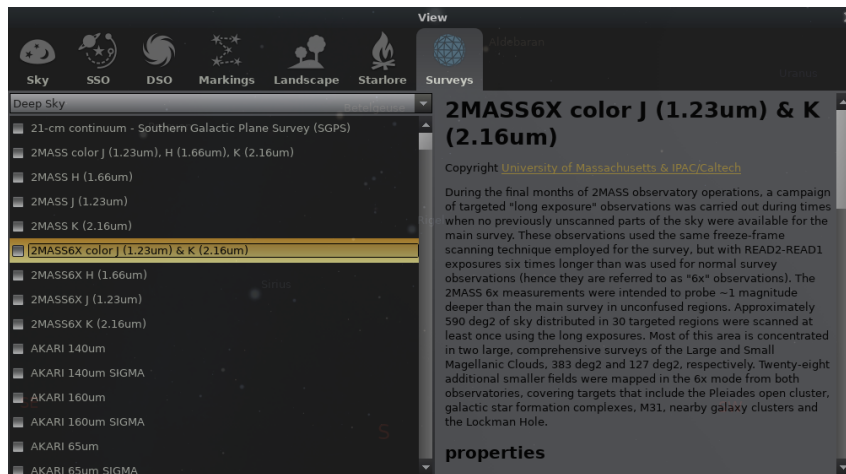 View
Sky
SSO
DSO
Markings
Landscape
Starlore
Surveys
Aldebaran
Uranus
Deep Sky
Betelgeuse
21-cm continuum - Southern Galactic Plane Survey (SGPS)
2MASS color J (1.23um), H (1.66um), K (2.16um)
2MASS H (1.66um)
2MASS J (1.23um)
2MASS K (2.16um)
2MASS6X color J (1.23um) & K (2.16um)
2MASS6X H (1.66um)
2MASS6X J (1.23um)
Sirius
2MASS6X K (2.16um)
AKARI 140um
AKARI 140um SIGMA
AKARI 160um
AKARI 160um SIGMA
S
AKARI 65um
AKARI 65um SIGMA
2MASS6X color J (1.23um) & K
(2.16um)
Copyright University of Massachusetts & IPAC/Caltech
During the final months of 2MASS observatory operations, a campaign
of targeted "long exposure" observations was carried out during times
when no previously unscanned parts of the sky were available for the
main survey. These observations used the same freeze-frame
scanning technique employed for the survey, but with READ2-READ1
exposures six times longer than was used for normal survey
observations (hence they are referred to as "6x" observations). The
2MASS 6x measurements were intended to probe ~1 magnitude
deeper than the main survey in unconfused regions. Approximately
590 deg2 of sky distributed in 30 targeted regions were scanned at
least once using the long exposures. Most of this area is concentrated
in two large, comprehensive surveys of the Large and Small
Magellanic Clouds, 383 deg2 and 127 deg2, respectively. Twenty-eight
additional smaller fields were mapped in the 6x mode from both
observatories, covering targets that include the Pleiades open cluster,
galactic star formation complexes, M31, nearby galaxy clusters and
the Lockman Hole.
properties